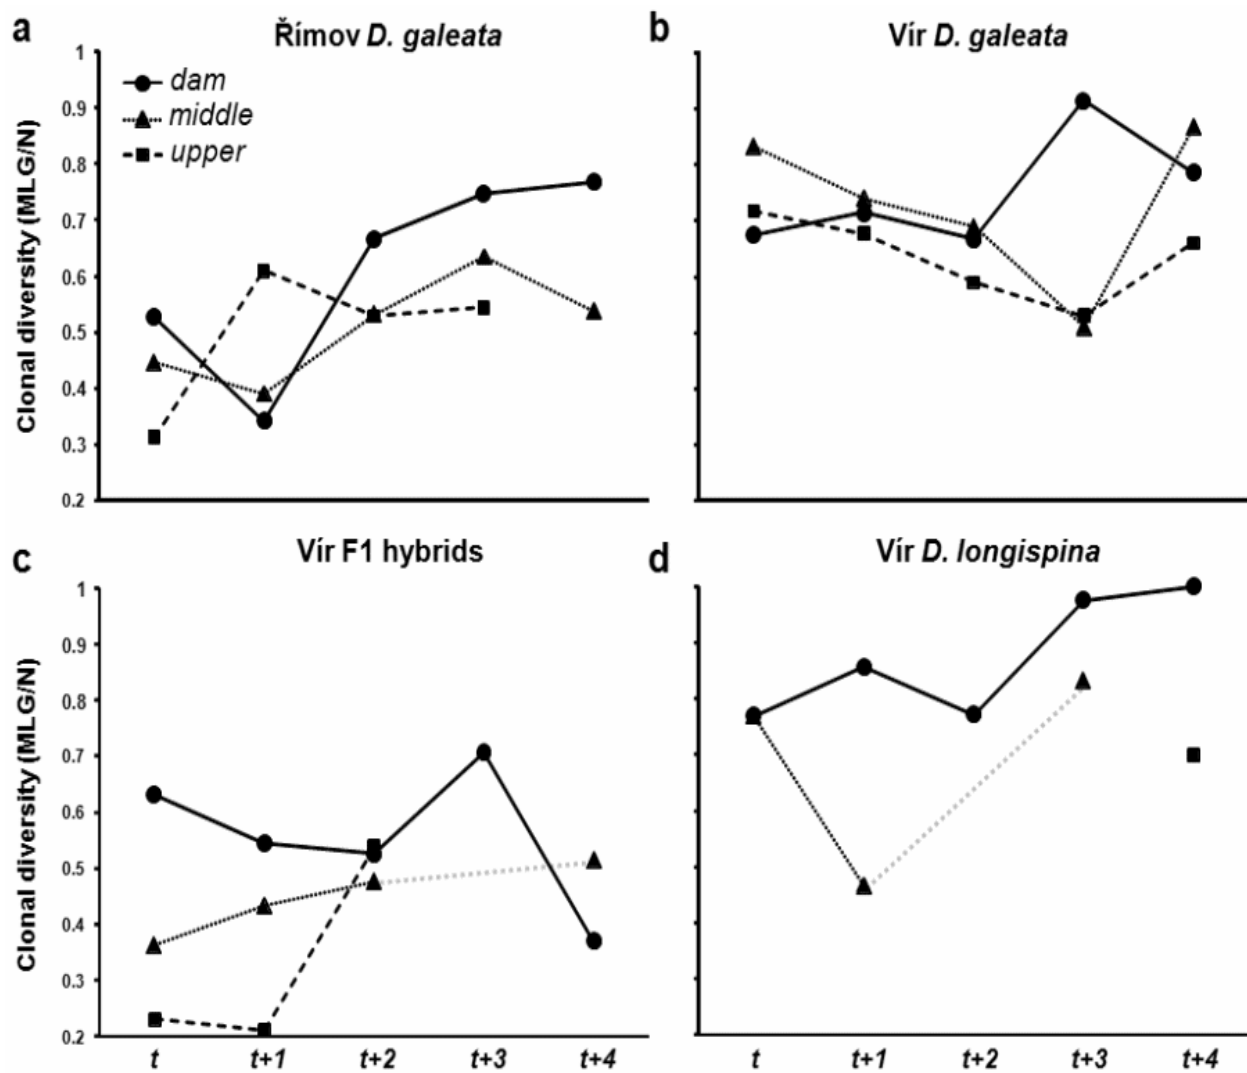 a
Římov D. galeata
Clonal diversity (MLG/N)
1
0.9
0.8
0.7
0.6
0.5
0.4
0.3
0.2
dam
middle
upper
b
Vír D. galeata
c
Vír F1 hybrids
Clonal diversity (MLG/N)
1
0.9
0.8
0.7
0.6
0.5
0.4
0.3
0.2
t t+1 t+2 t+3 t+4
d
Vír D. longispina
t t+1 t+2 t+3 t+4